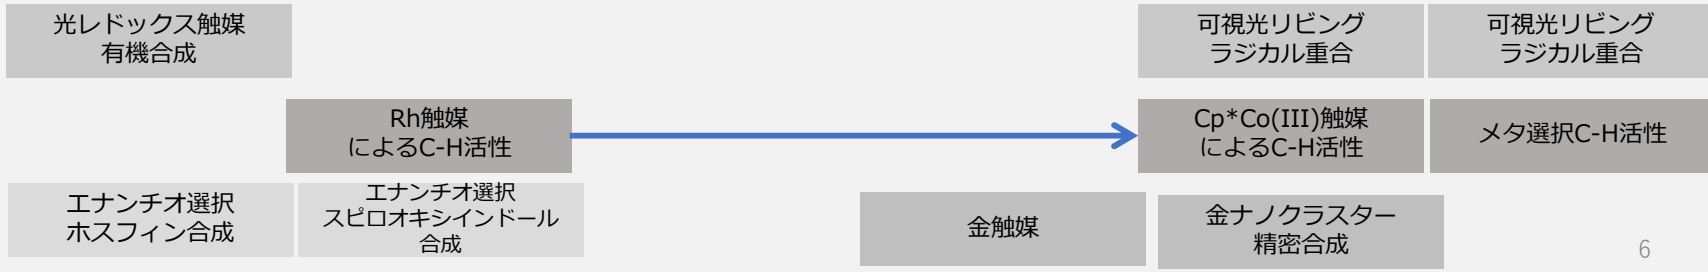 光レドックス触媒
有機合成
可視光リビング
ラジカル重合
可視光リビング
ラジカル重合
Rh触媒
によるC-H活性
Cp*Co(III)触媒
によるC-H活性
メタ選択C-H活性
エナンチオ選択
ホスフィン合成
エナンチオ選択
スピロオキシインドール
合成
金触媒
金ナノクラスター
精密合成
6